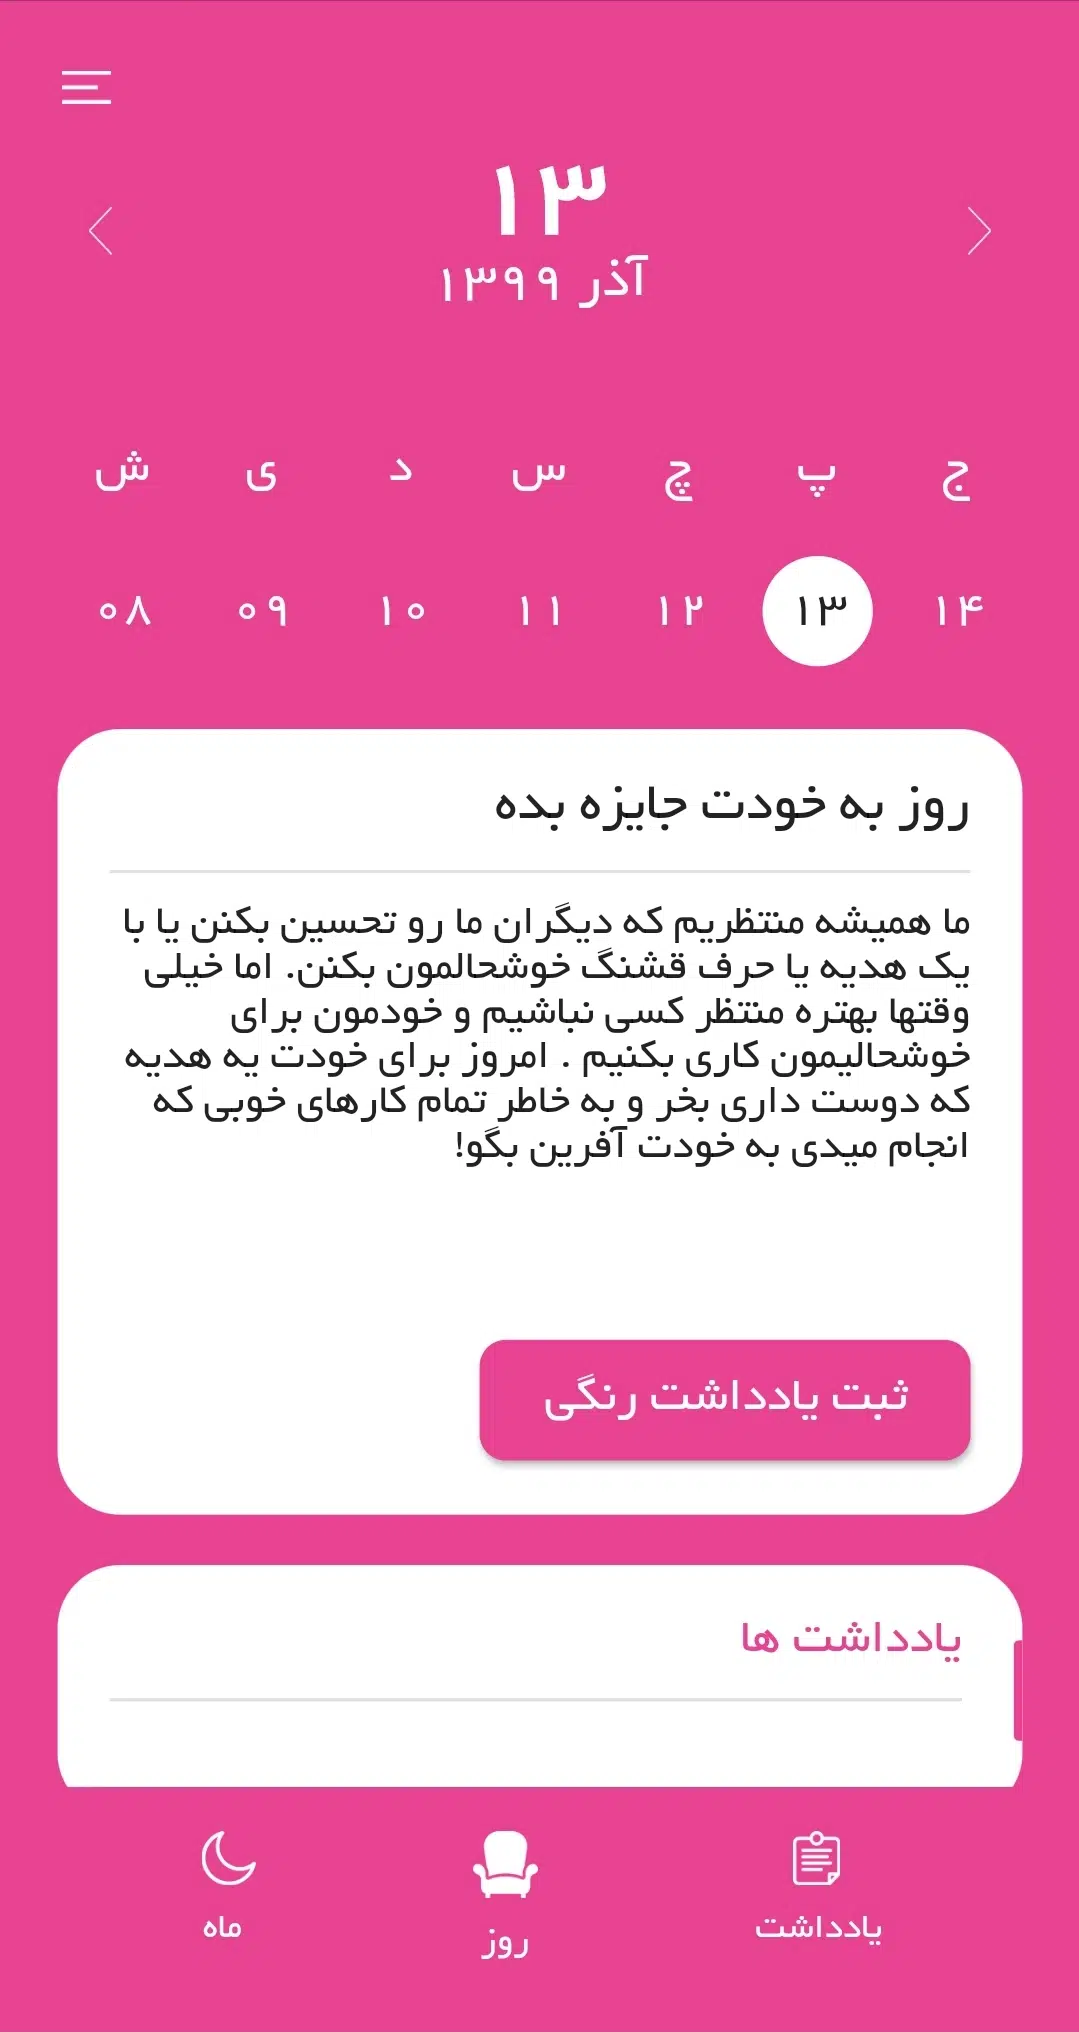 ۱۳
آذر ۱۳۹۹
ش ی د س چ پ ج
۰۸ ۰۹ ۱۰ ۱۱ ۱۲ ۱۳ ۱۴
روز به خودت جایزه بده
ما همیشه منتظریم که دیگران ما رو تحسین بکنن یا با
یک هدیه یا حرف قشنگ خوشحالمون بکنن. اما خیلی
وقتها بهتره منتظر کسی نباشیم و خودمون برای
خوشحالیمون کاری بکنیم . امروز برای خودت یه هدیه
که دوست داری بخر و به خاطر تمام کارهای خوبی که
انجام میدی به خودت آفرین بگو!
ثبت یادداشت رنگی
یادداشت ها
یادداشت روز ماه